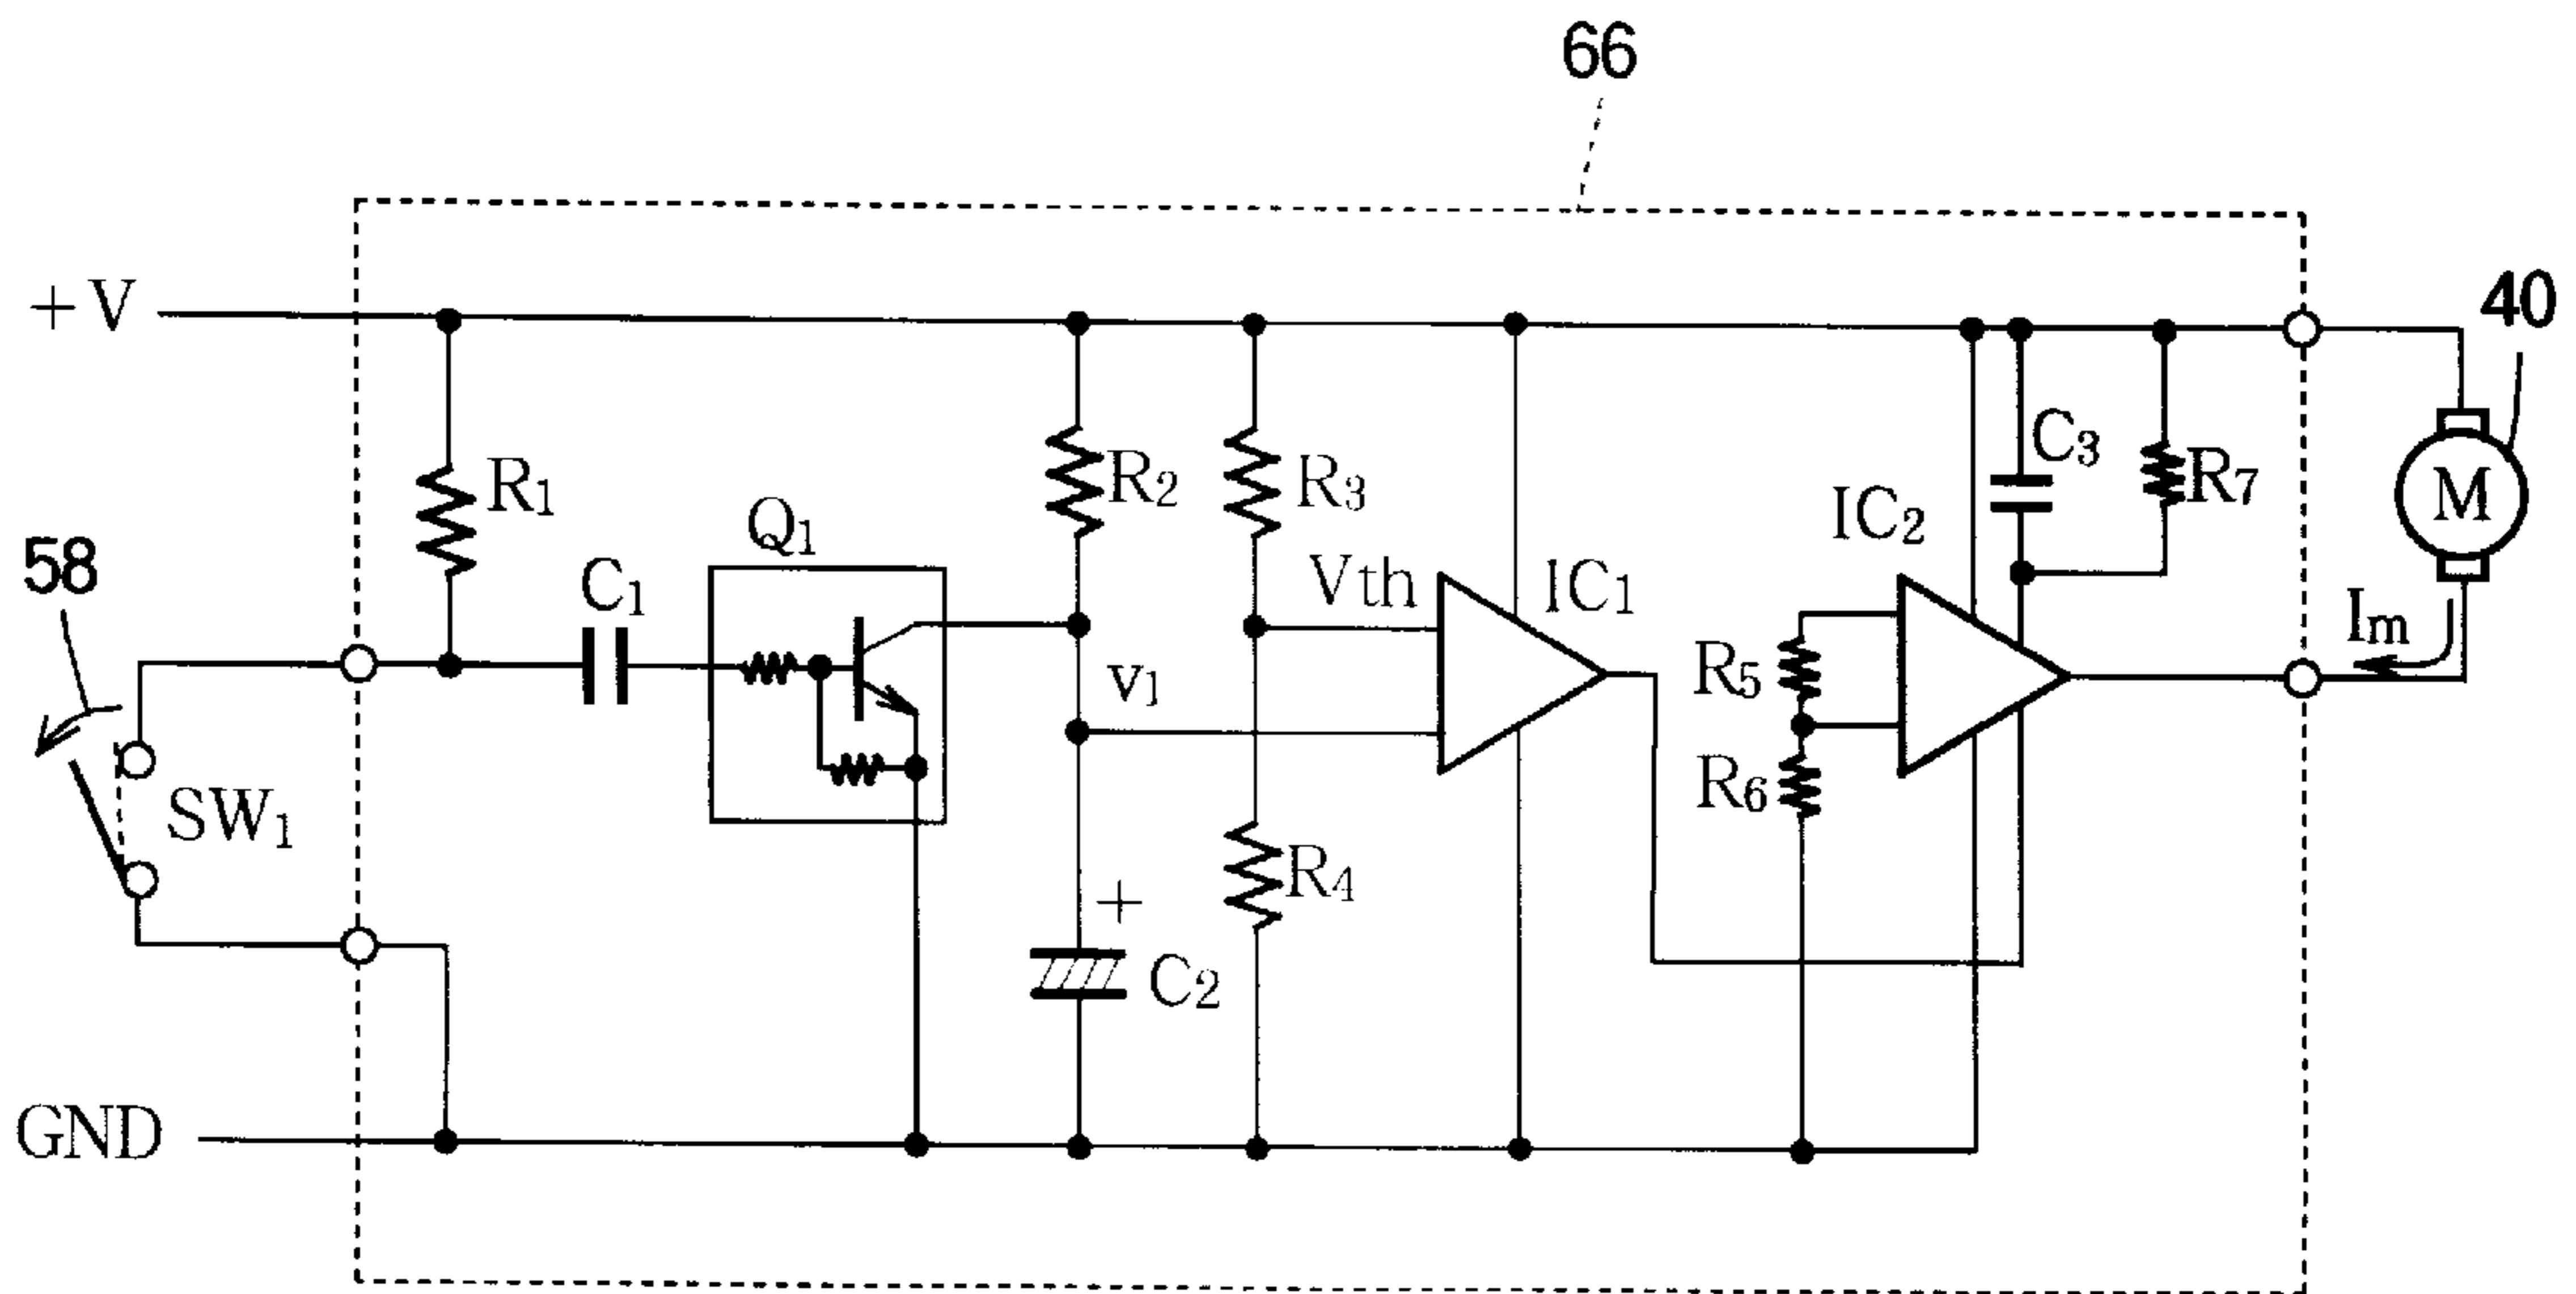 66
+V
40
R1
R2
R3
C3
R7
Q1
IC2
58
C1
Vth
IC1
Im
M
v1
R5
R6
SW1
R4
+
C2
GND